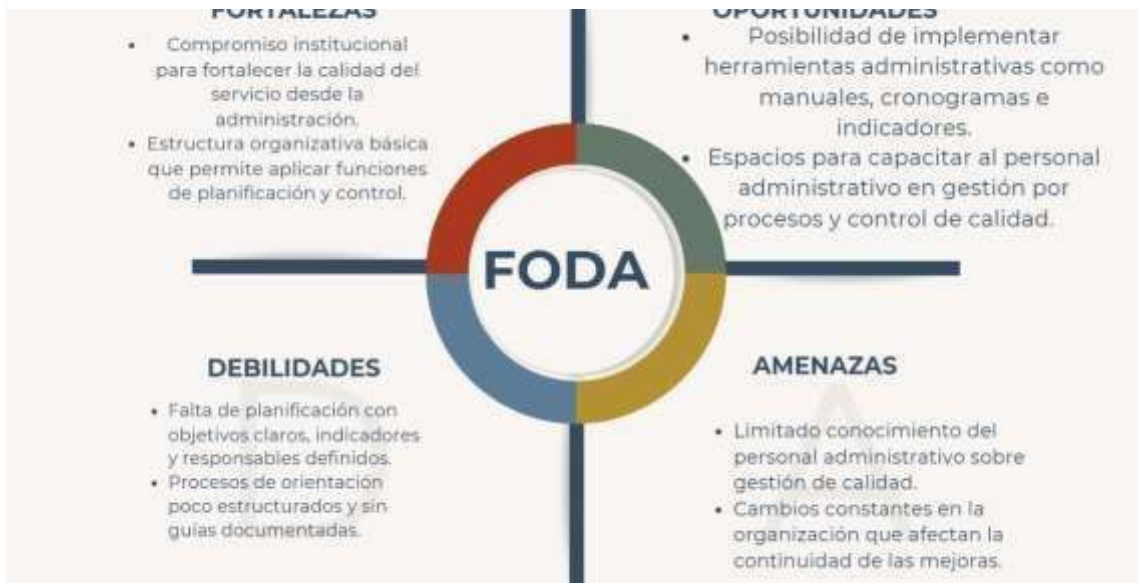 FORTALEZAS
• Compromiso institucional
para fortalecer la calidad del
servicio desde la
administración.
• Estructura organizativa básica
que permite aplicar funciones
de planificación y control.
OPORTUNIDADES
• Posibilidad de implementar
herramientas administrativas como
manuales, cronogramas e
indicadores.
• Espacios para capacitar al personal
administrativo en gestión por
procesos y control de calidad.
FODA
DEBILIDADES
• Falta de planificación con
objetivos claros, indicadores
y responsables definidos.
• Procesos de orientación
poco estructurados y sin
guías documentadas.
AMENAZAS
• Limitado conocimiento del
personal administrativo sobre
gestión de calidad.
• Cambios constantes en la
organización que afectan la
continuidad de las mejoras.
D
A